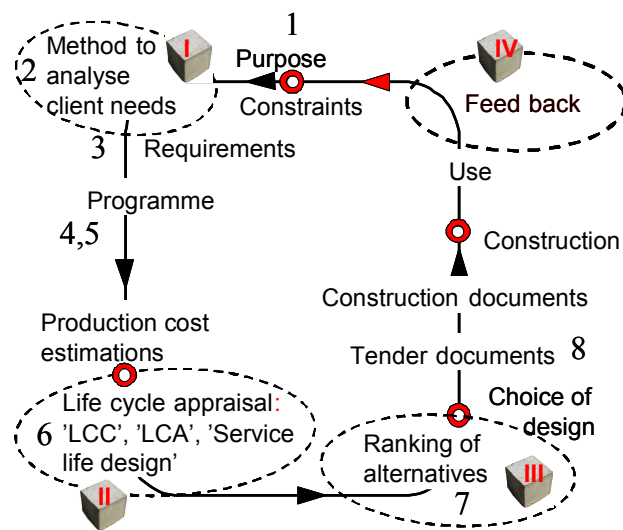 1
I
IV
Method to
Purpose
2 analyse
client needs
Constraints
Feed back
3 Requirements
Use
Programme
4,5
Construction
Construction documents
Production cost
estimations
Tender documents 8
Life cycle appraisal:
6 'LCC', 'LCA', 'Service
life design'
Choice of
design
Ranking of
alternatives
7
II
III